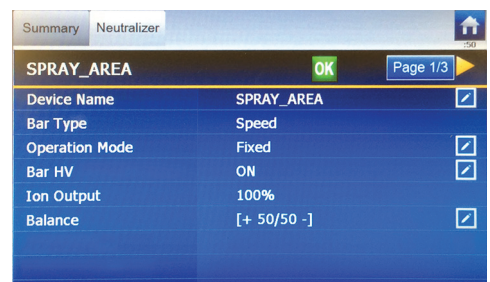 Summary Neutralizer
:50
SPRAY_AREA OK Page 1/3
Device Name SPRAY_AREA
Bar Type Speed
Operation Mode Fixed
Bar HV ON
Ion Output 100%
Balance [+ 50/50 -]